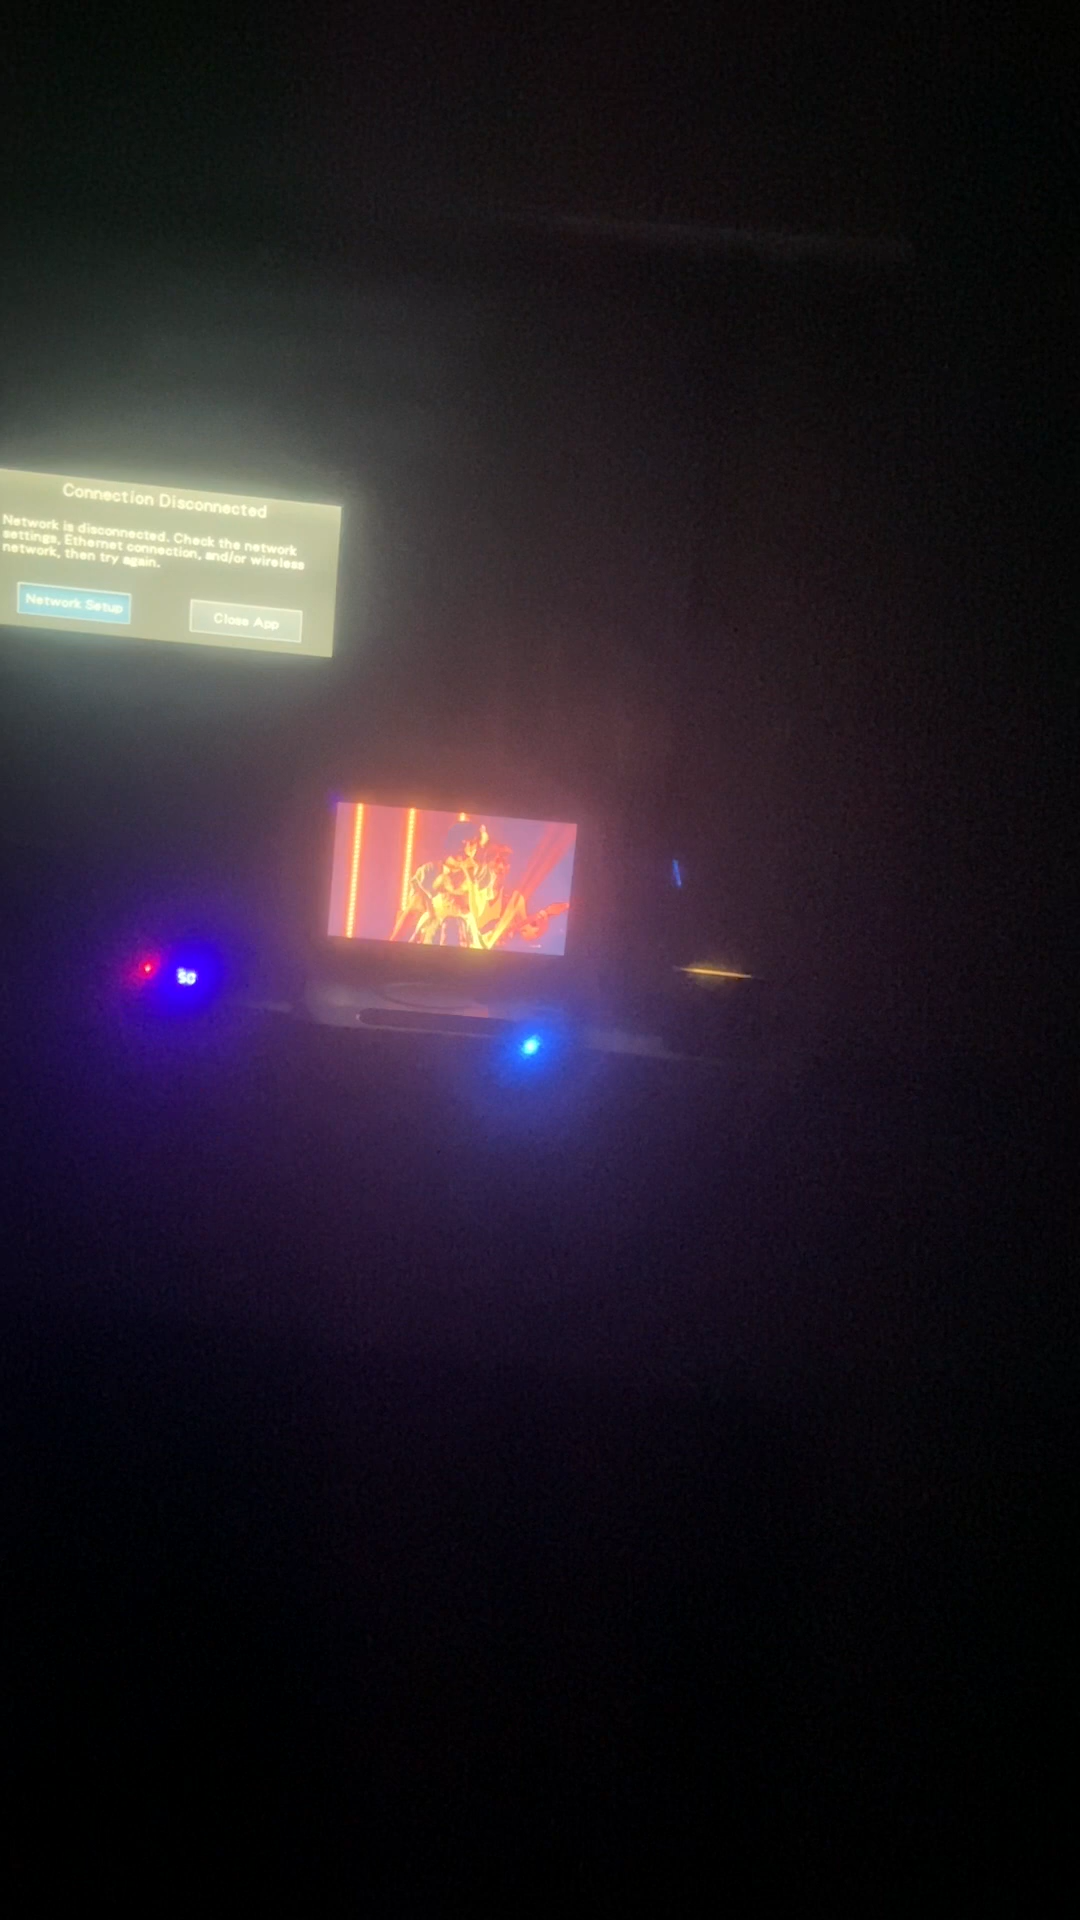 Connection Disconnected
Network is disconnected. Check the network
settings, Ethernet connection, and/or wireless
network, then try again.
Network Setup
Close App
50